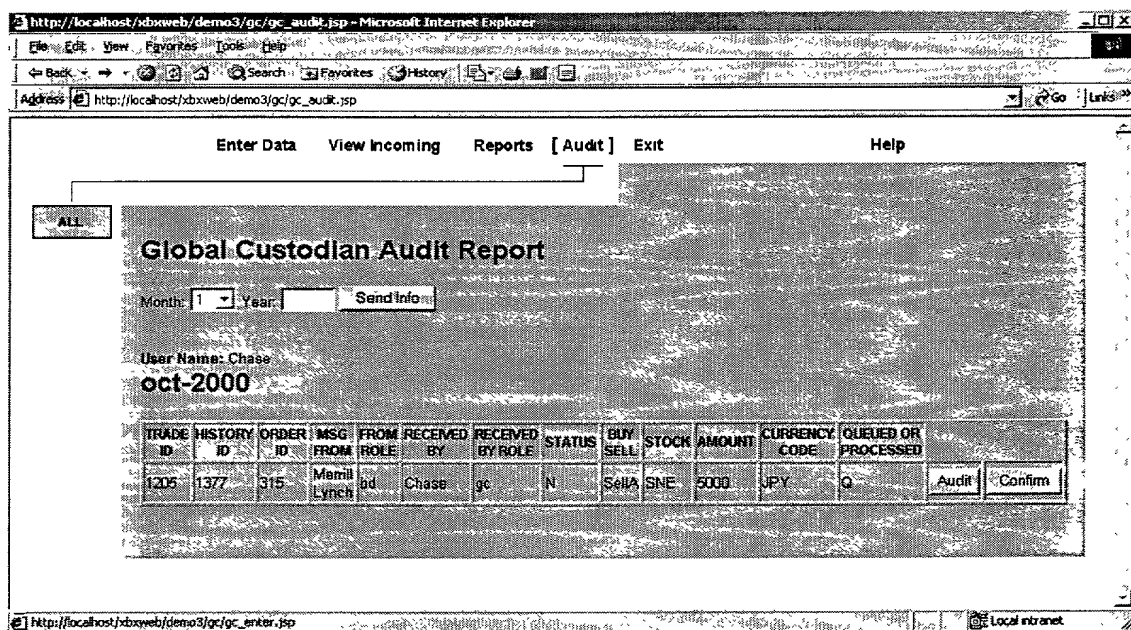 http://localhost/xbxweb/demo3/gc/gc_audit.jsp - Microsoft Internet Explorer
File Edit View Favorites Tools Help
Back Search Favorites History
Address http://localhost/xbxweb/demo3/gc/gc_audit.jsp Go Links »
Enter Data View Incoming Reports [ Audit ] Exit Help
ALL
Global Custodian Audit Report
Month: 1 Year: Send Info
User Name: Chase
oct-2000
TRADE ID HISTORY ID ORDER ID MSG FROM FROM ROLE RECEIVED BY RECEIVED BY ROLE STATUS BUY SELL STOCK AMOUNT CURRENCY CODE QUEUED OR PROCESSED
1205 1377 315 Merrill Lynch bd Chase gc N SellA SNE 5000 JPY Q Audit Confirm
http://localhost/xbxweb/demo3/gc/gc_enter.jsp Local intranet